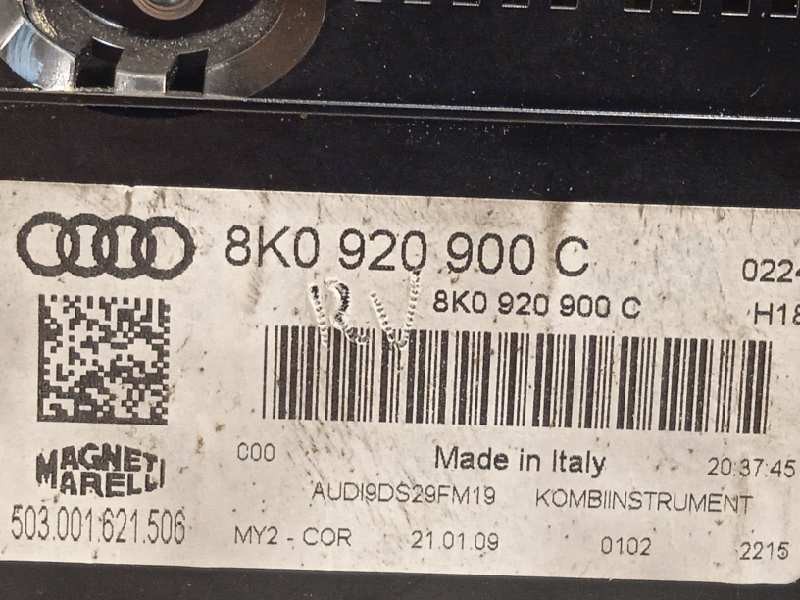 8K0 920 900 C
0224
8K0 920 900 C
H18
RV
C00
Made in Italy
20:37:45
MAGNETI
MARELLI
AUDI9DS29FM19 KOMBIINSTRUMENT
503.001.621.506
MY2 - COR 21.01.09 0102 2215